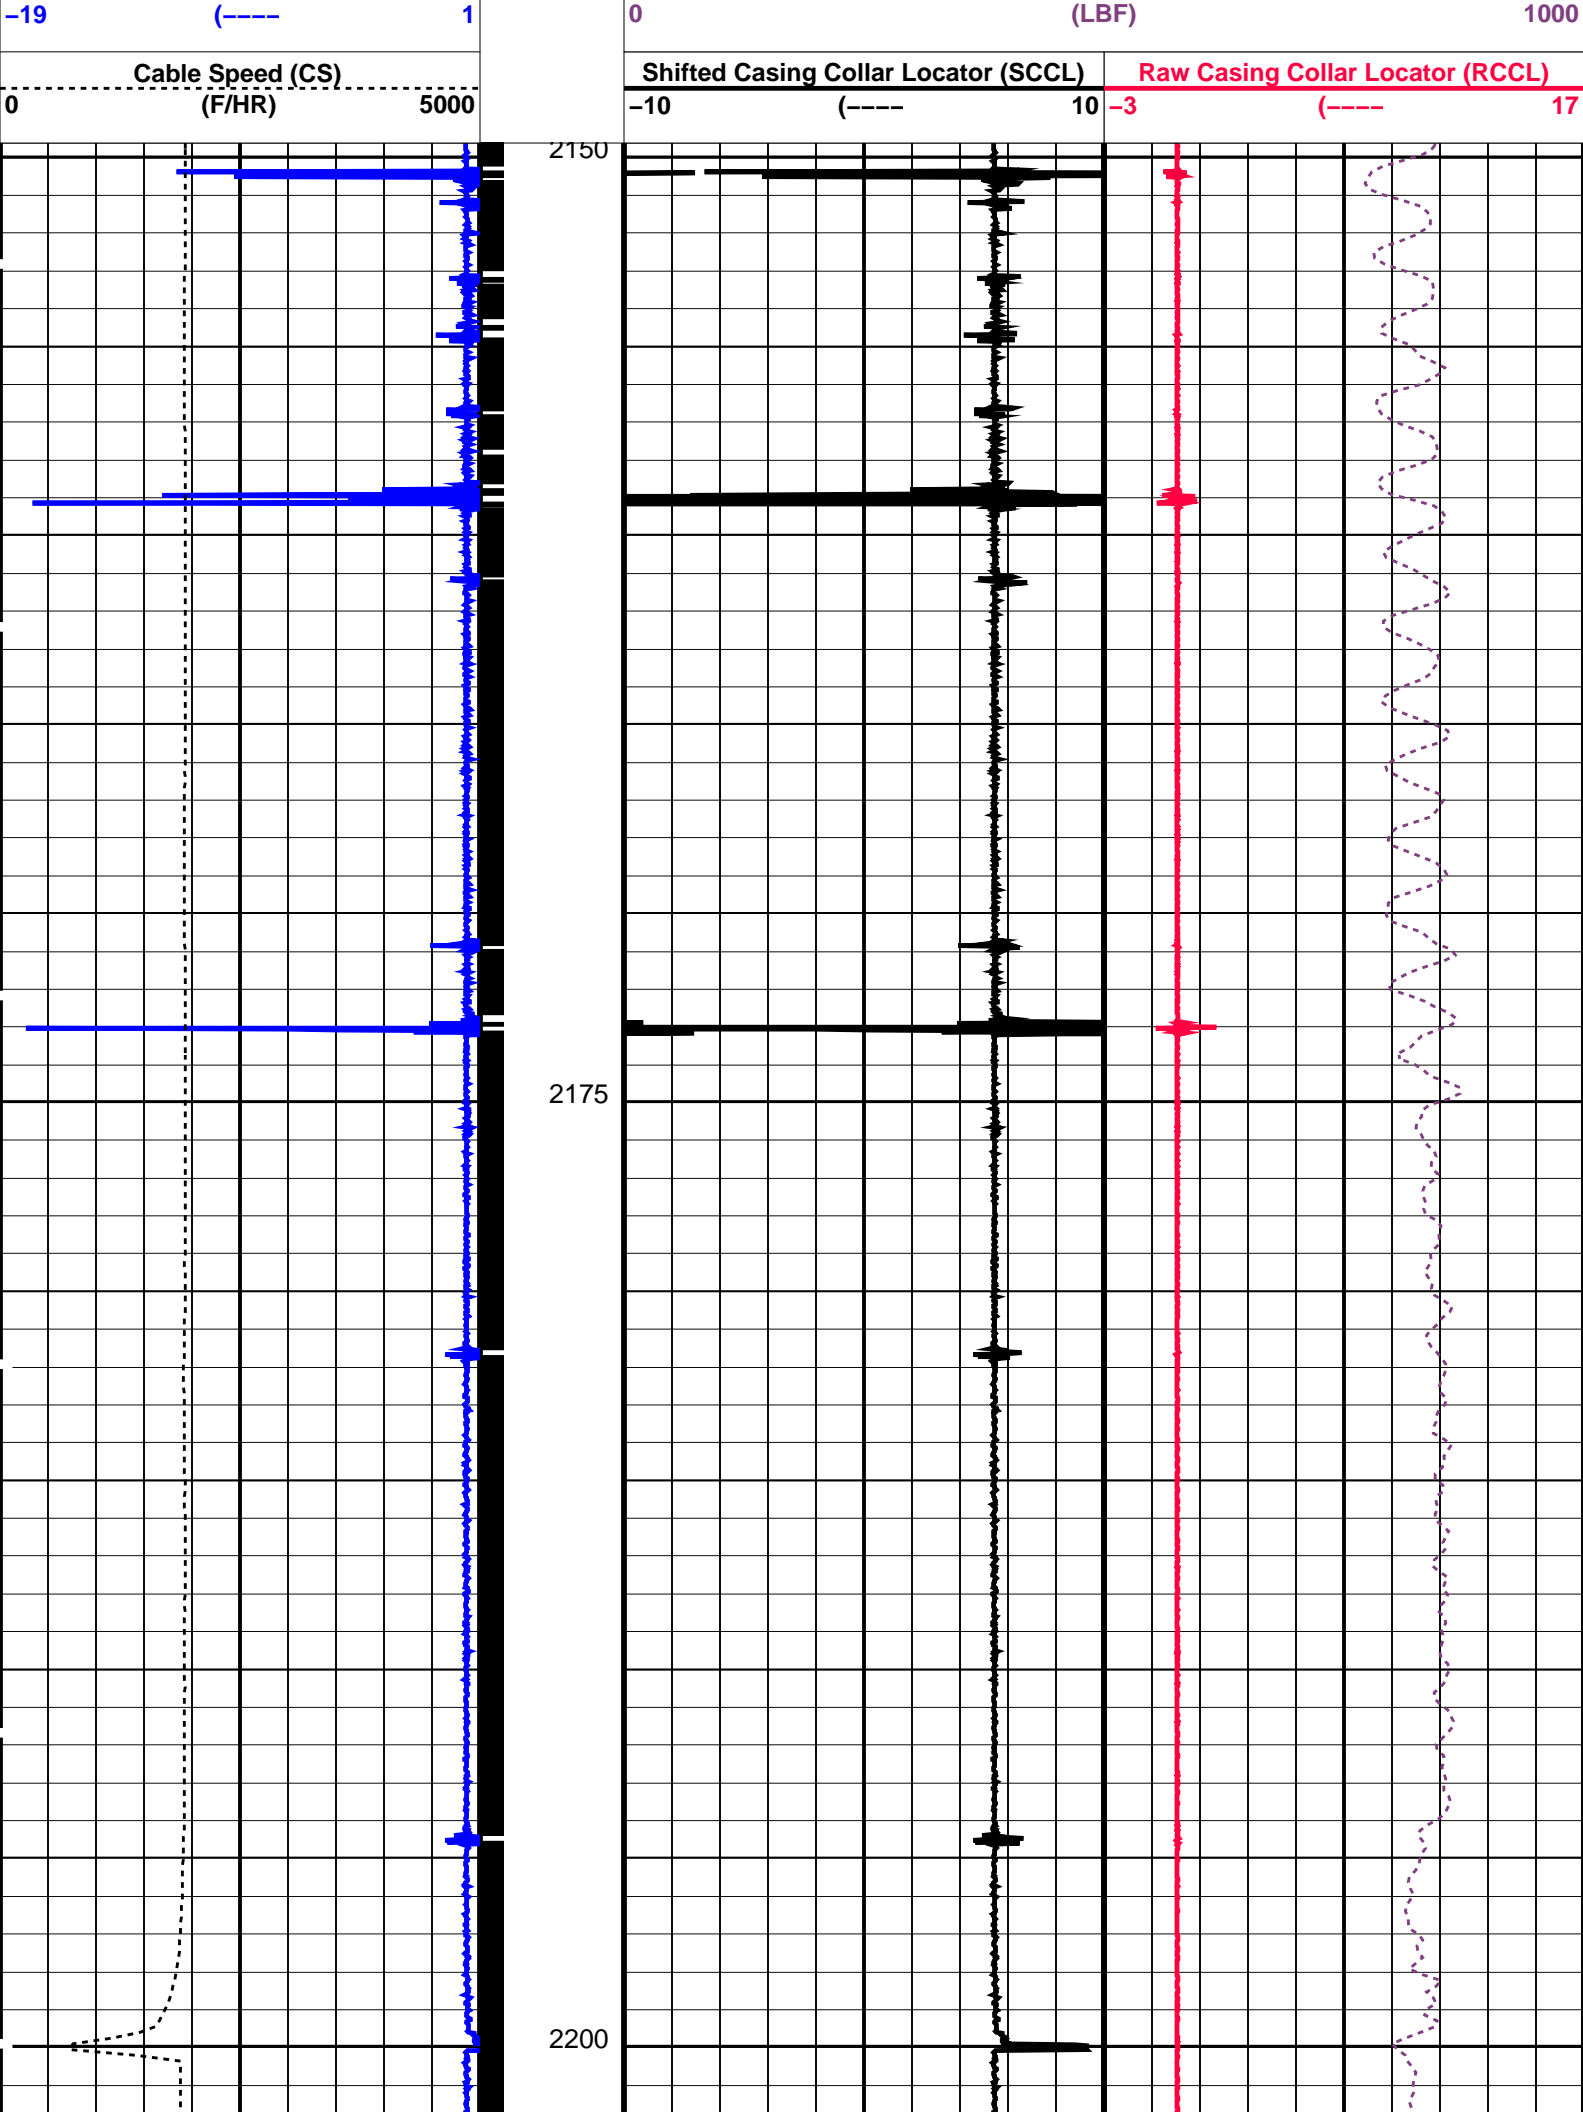 −19 (−−−− 1 0 (LBF) 1000
Cable Speed (CS) Shifted Casing Collar Locator (SCCL) Raw Casing Collar Locator (RCCL)
0 (F/HR) 5000 −10 (−−−− 10 −3 (−−−− 17
2150
2175
2200